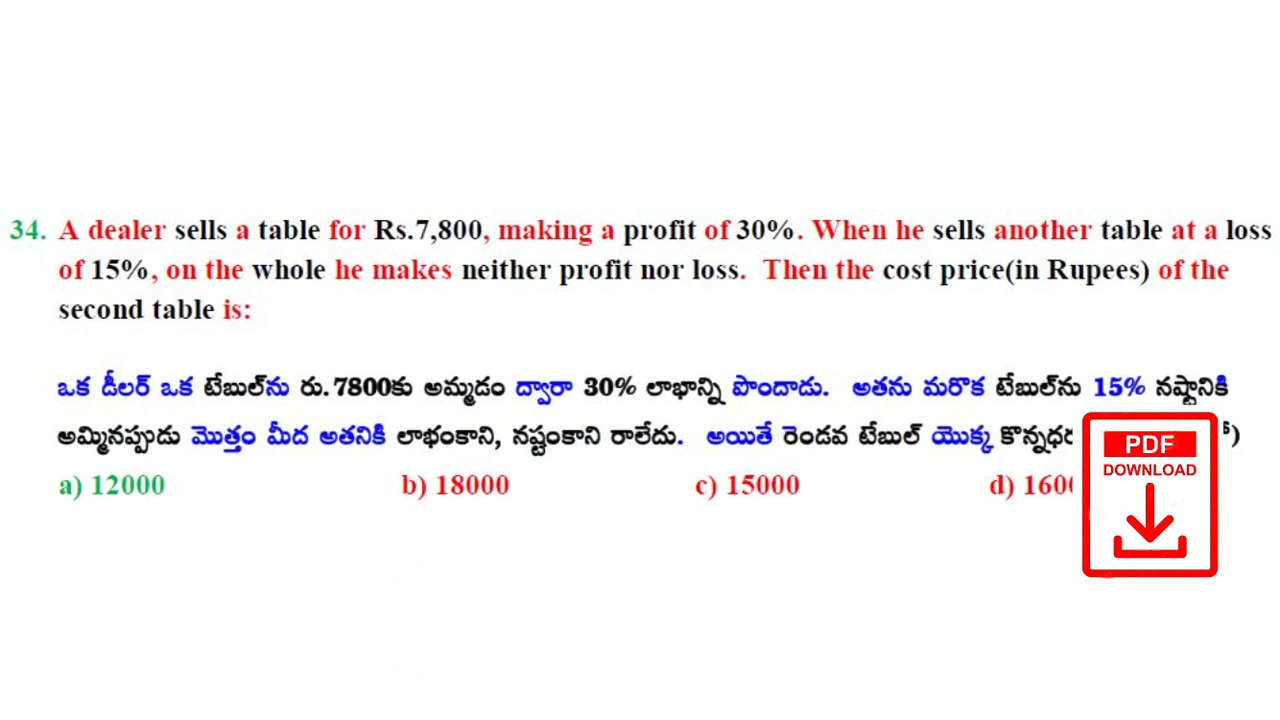 34. A dealer sells a table for Rs.7,800, making a profit of 30%. When he sells another table at a loss
of 15%, on the whole he makes neither profit nor loss. Then the cost price(in Rupees) of the
second table is:
ఒక డీలర్ ఒక టేబుల్‌ను రు.7800కు అమ్మడం ద్వారా 30% లాభాన్ని పొందాడు. అతను మరొక టేబుల్‌ను 15% నష్టానికి
అమ్మినప్పుడు మొత్తం మీద అతనికి లాభంకాని, నష్టంకాని రాలేదు. అయితే రెండవ టేబుల్ యొక్క
a) 12000 b) 18000 c) 15000 d)
PDF
DOWNLOAD